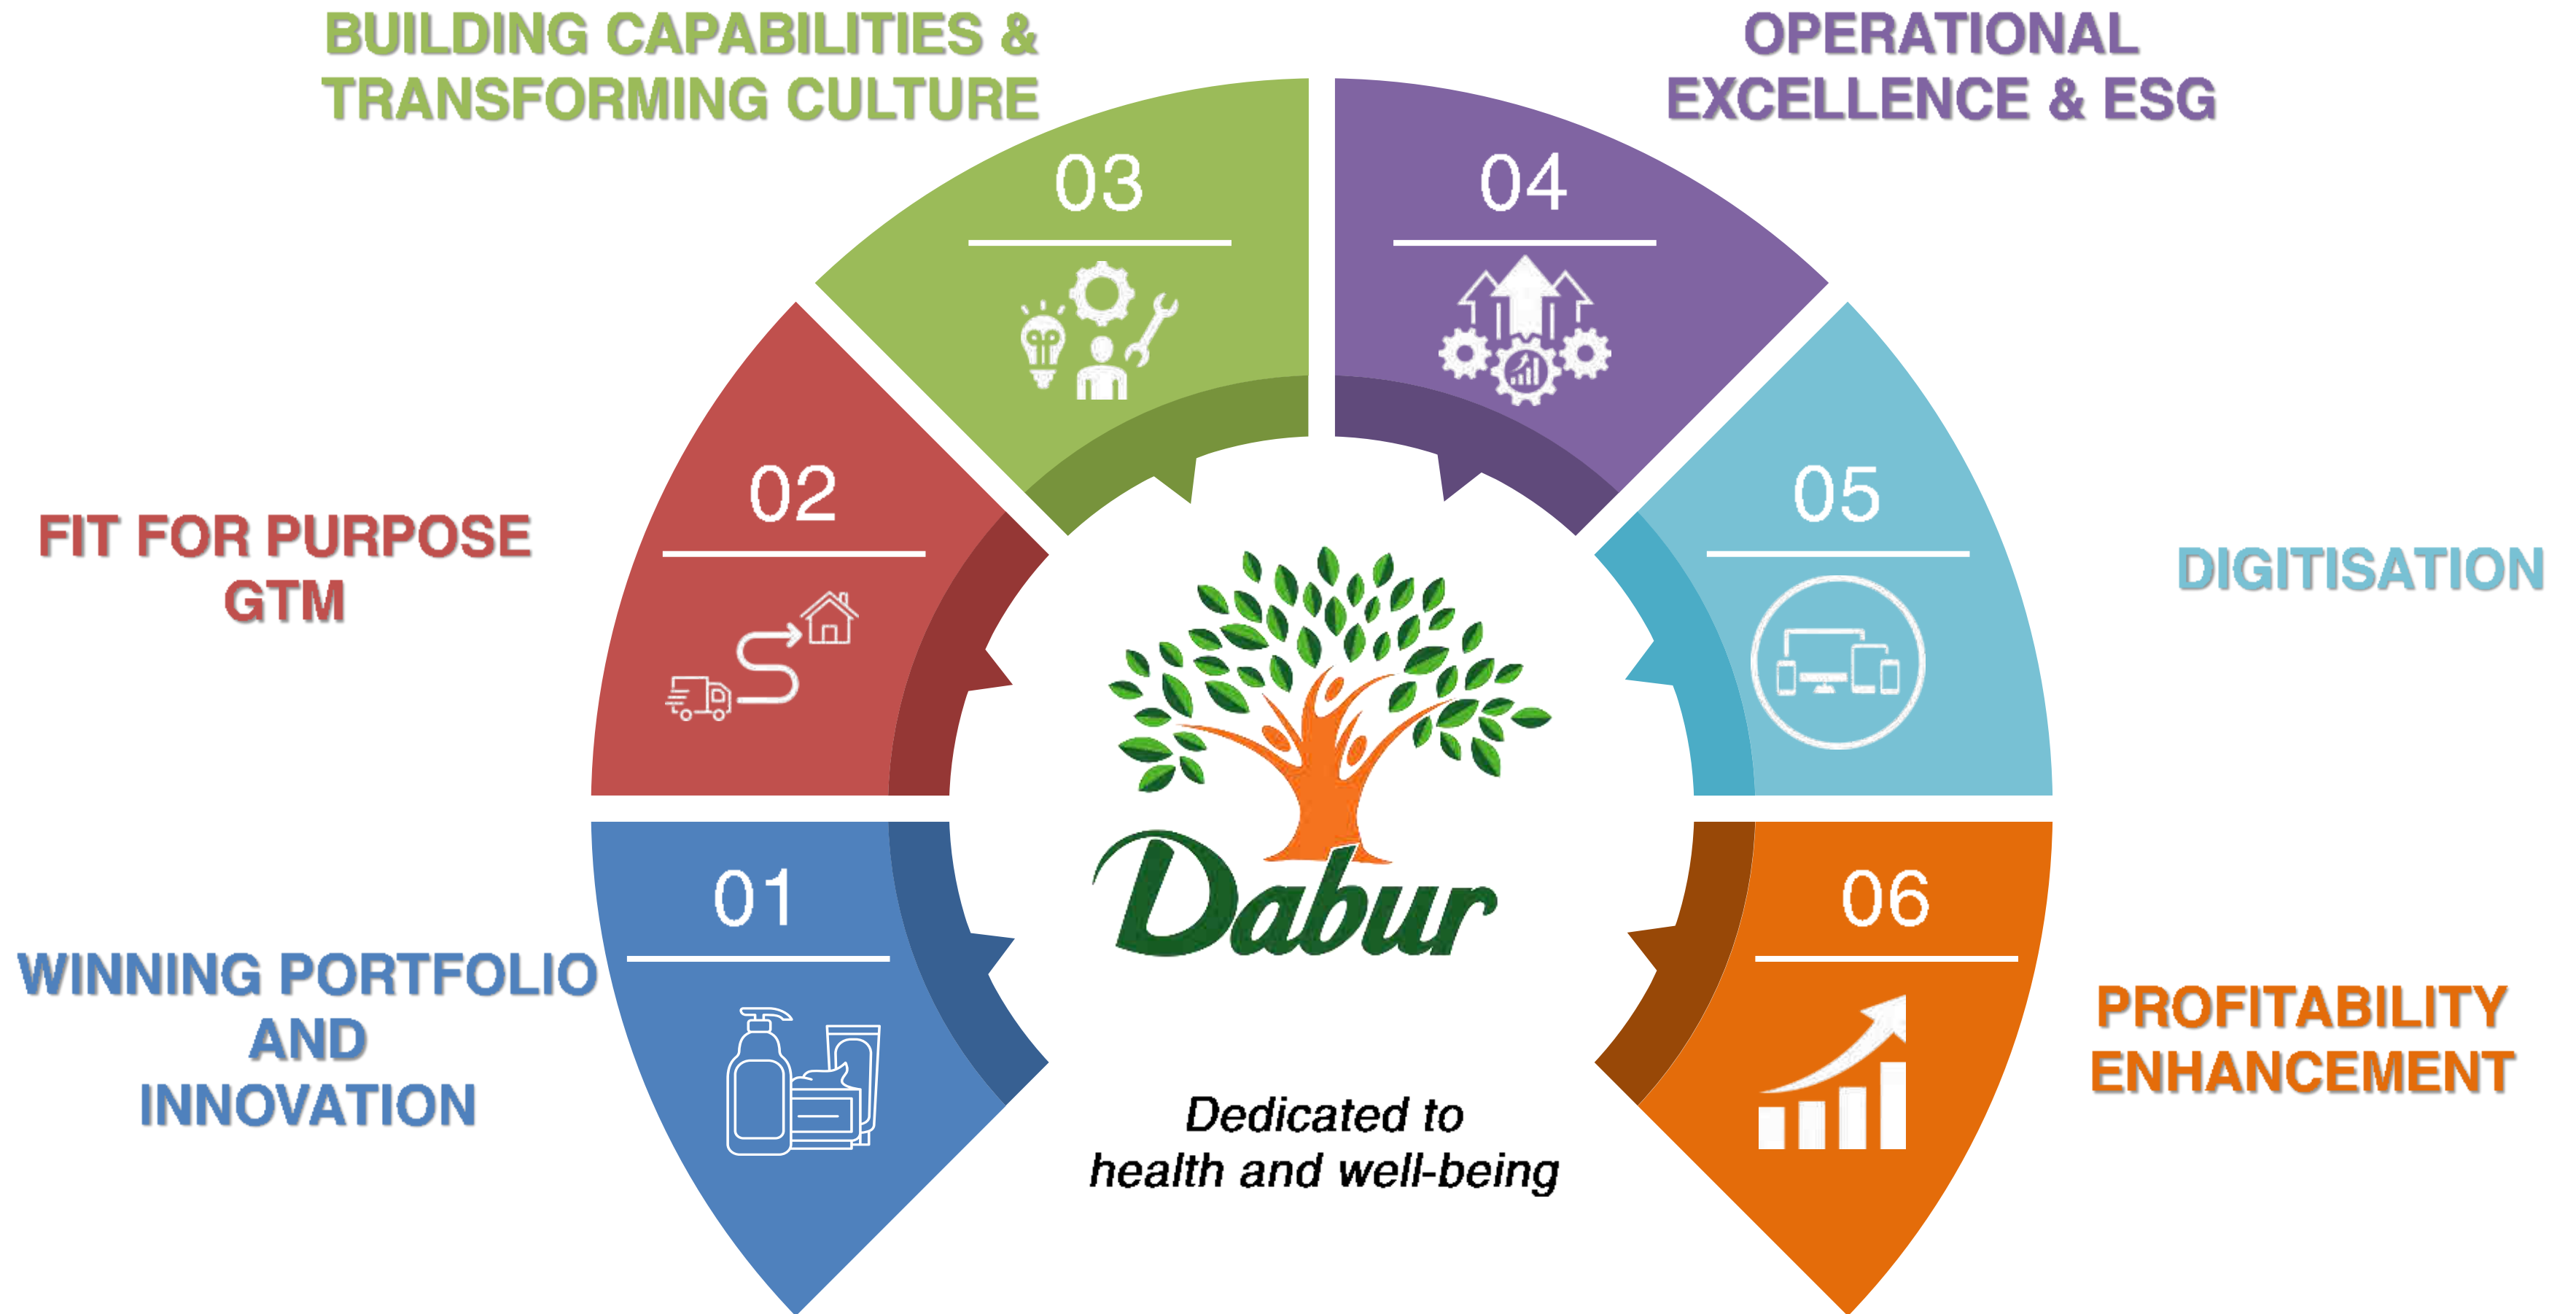 BUILDING CAPABILITIES &
TRANSFORMING CULTURE
OPERATIONAL
EXCELLENCE & ESG
03
04
02
05
FIT FOR PURPOSE
GTM
DIGITISATION
Dabur
01
06
WINNING PORTFOLIO
AND
INNOVATION
PROFITABILITY
ENHANCEMENT
Dedicated to
health and well-being